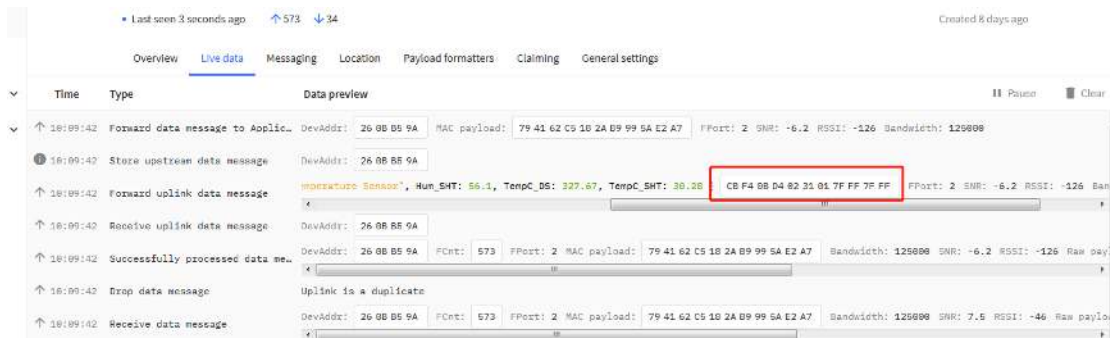 • Last seen 3 seconds ago ↑ 573 ↓ 34 Created 8 days ago
Overview Live data Messaging Location Payload formatters Claiming General settings
Time Type Data preview Pause Clear
↑ 10:09:42 Forward data message to Applic… DevAddr: 26 0B B5 9A MAC payload: 79 41 62 C5 18 2A B9 99 5A E2 A7 FPort: 2 SNR: -6.2 RSSI: -126 Bandwidth: 125000
10:09:42 Store upstream data message DevAddr: 26 0B B5 9A
↑ 10:09:42 Forward uplink data message mperature Sensor", Hum_SHT: 56.1, TempC_DS: 327.67, TempC_SHT: 30.28 CB F4 0B D4 02 31 01 7F FF 7F FF FPort: 2 SNR: -6.2 RSSI: -126 Ban
↑ 10:09:42 Receive uplink data message DevAddr: 26 0B B5 9A
↑ 10:09:42 Successfully processed data me… DevAddr: 26 0B B5 9A FCnt: 573 FPort: 2 MAC payload: 79 41 62 C5 18 2A B9 99 5A E2 A7 Bandwidth: 125000 SNR: -6.2 RSSI: -126 Raw pay
↑ 10:09:42 Drop data message Uplink is a duplicate
↑ 10:09:42 Receive data message DevAddr: 26 0B B5 9A FCnt: 573 FPort: 2 MAC payload: 79 41 62 C5 18 2A B9 99 5A E2 A7 Bandwidth: 125000 SNR: 7.5 RSSI: -46 Raw paylo